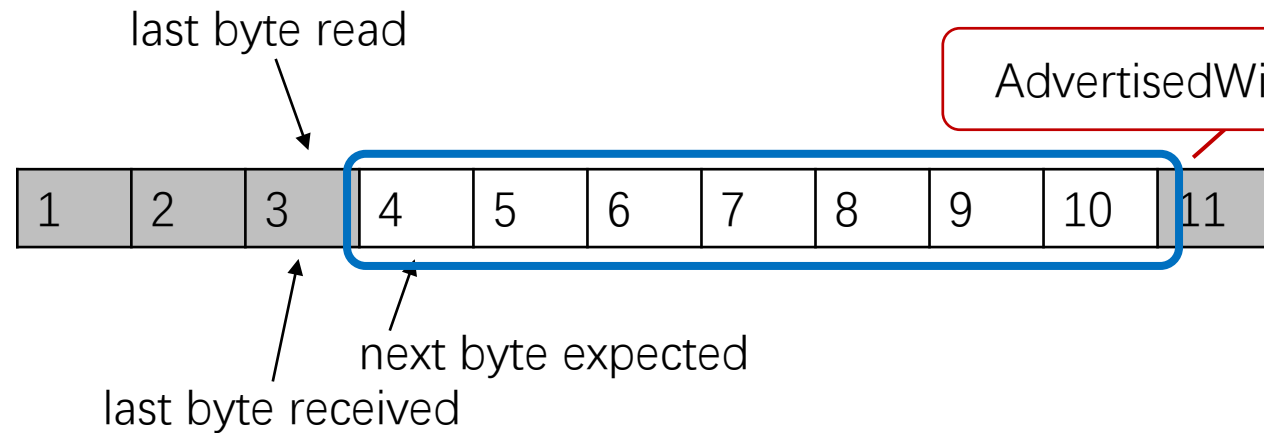 last byte read
AdvertisedWi
1 2 3 4 5 6 7 8 9 10 11
next byte expected
last byte received